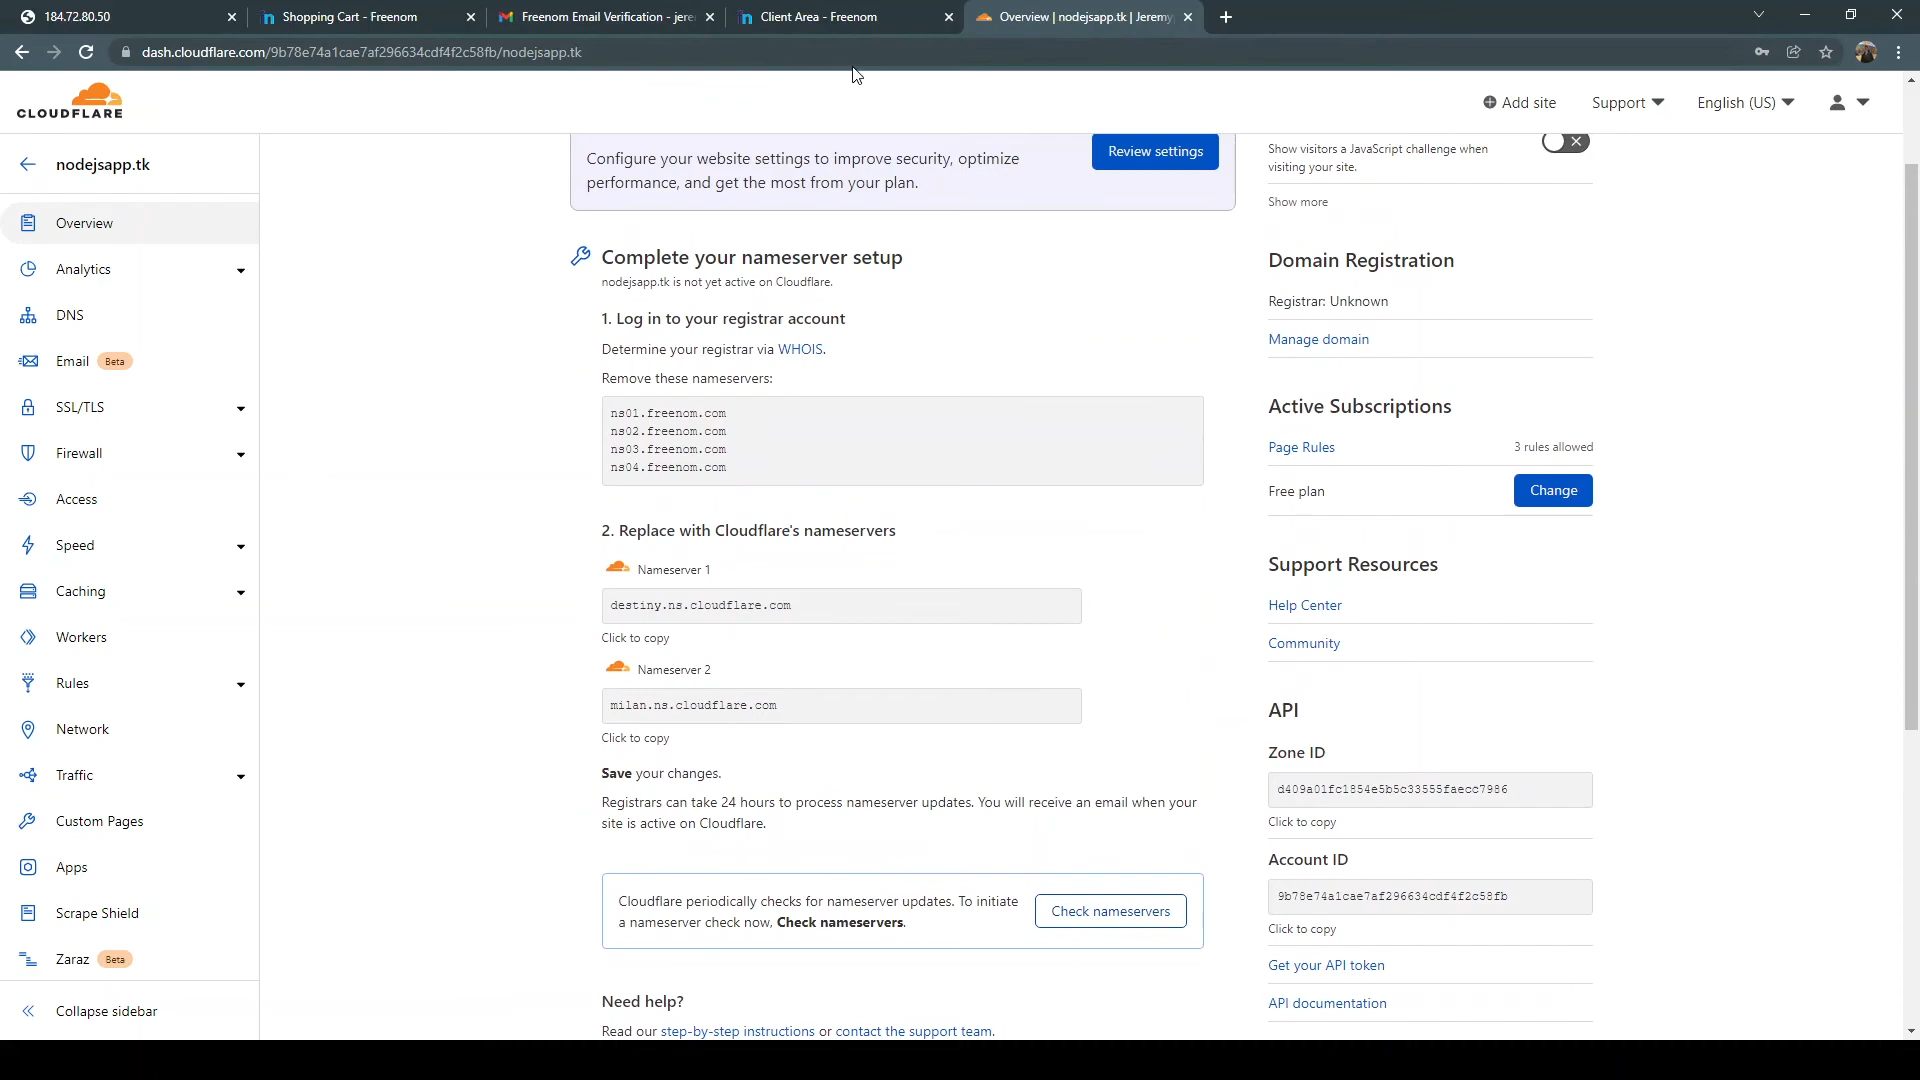 184.72.80.50
Shopping Cart - Freenom
Freenom Email Verification - jere
Client Area - Freenom
Overview | nodejsapp.tk | Jeremy
dash.cloudflare.com/9b78e74a1cae7af296634cdf4f2c58fb/nodejsapp.tk
CLOUDFLARE
Add site
Support
English (US)
nodejsapp.tk
Overview
Analytics
DNS
Email Beta
SSL/TLS
Firewall
Access
Speed
Caching
Workers
Rules
Network
Traffic
Custom Pages
Apps
Scrape Shield
Zaraz Beta
Collapse sidebar
Configure your website settings to improve security, optimize
performance, and get the most from your plan.
Review settings
Complete your nameserver setup
nodejsapp.tk is not yet active on Cloudflare.
1. Log in to your registrar account
Determine your registrar via WHOIS.
Remove these nameservers:
ns01.freenom.com
ns02.freenom.com
ns03.freenom.com
ns04.freenom.com
2. Replace with Cloudflare's nameservers
Nameserver 1
destiny.ns.cloudflare.com
Click to copy
Nameserver 2
milan.ns.cloudflare.com
Click to copy
Save your changes.
Registrars can take 24 hours to process nameserver updates. You will receive an email when your
site is active on Cloudflare.
Cloudflare periodically checks for nameserver updates. To initiate
a nameserver check now, Check nameservers.
Check nameservers
Need help?
Read our step-by-step instructions or contact the support team.
Show visitors a JavaScript challenge when
visiting your site.
Show more
Domain Registration
Registrar: Unknown
Manage domain
Active Subscriptions
Page Rules
3 rules allowed
Free plan
Change
Support Resources
Help Center
Community
API
Zone ID
d409a01fc1854e5b5c33555faecc7986
Click to copy
Account ID
9b78e74a1cae7af296634cdf4f2c58fb
Click to copy
Get your API token
API documentation